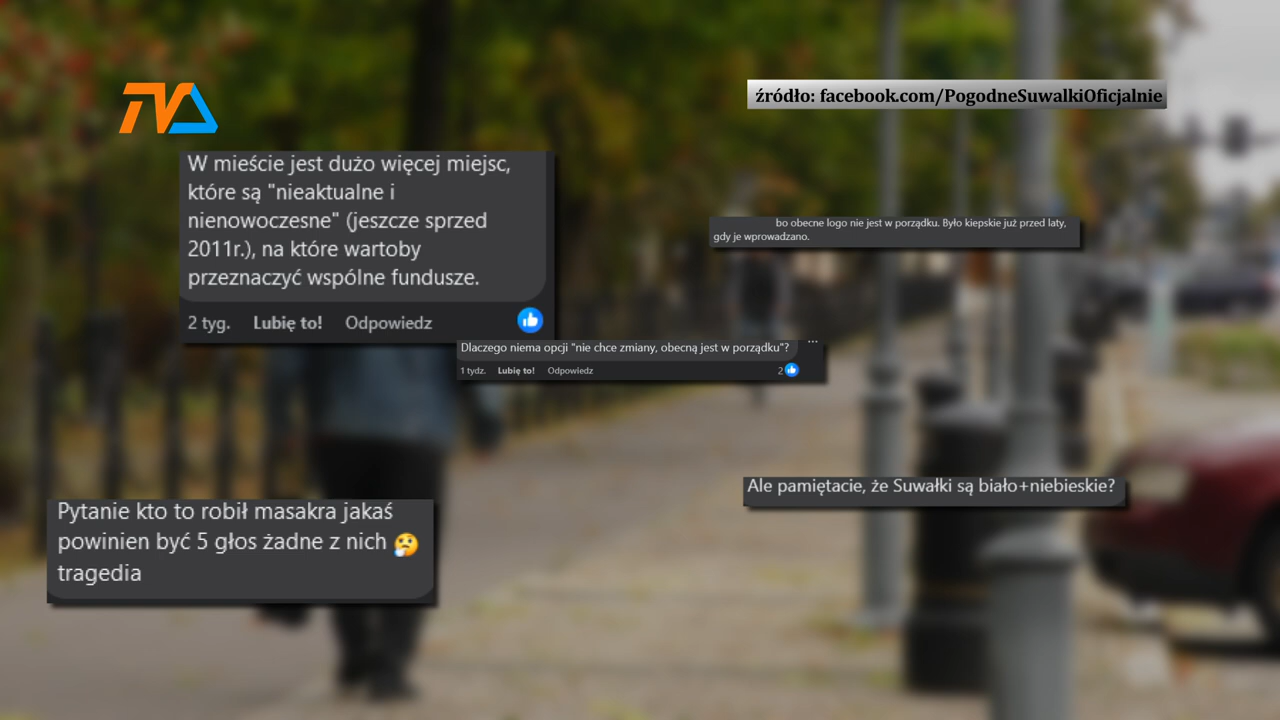 TVΔ
źródło: facebook.com/PogodneSuwalkiOficjalnie
W mieście jest dużo więcej miejsc,
które są "nieaktualne i
nienowoczesne" (jeszcze sprzed
2011r.), na które wartoby
przeznaczyć wspólne fundusze.
2 tyg. Lubię to! Odpowiedz
bo obecne logo nie jest w porządku. Było kiepskie już przed laty,
gdy je wprowadzano.
Dlaczego niema opcji "nie chce zmiany, obecną jest w porządku"?
1 tydz. Lubię to! Odpowiedz 2
Ale pamiętacie, że Suwałki są biało+niebieskie?
Pytanie kto to robił masakra jakaś
powinien być 5 głos żadne z nich 🤔
tragedia